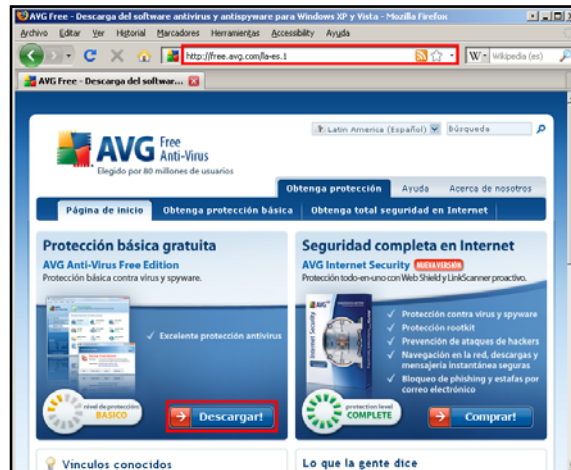 AVG Free - Descarga del software antivirus y antispyware para Windows XP y Vista - Mozilla Firefox
Archivo Editar Ver Historial Marcadores Herramientas Accessibility Ayuda
http://free.avg.com/la-es.1
W Wikipedia (es)
AVG Free - Descarga del softwar...
Latin America (Español)
búrqueda
AVG Free Anti-Virus
Elegido por 80 millones de usuarios
Obtenga protección Ayuda Acerca de nosotros
Página de inicio Obtenga protección básica Obtenga total seguridad en Internet
Protección básica gratuita
AVG Anti-Virus Free Edition
Protección básica contra virus y spyware.
Excelente protección antivirus
nivel de protección:
BASICO
Descargar!
Seguridad completa en Internet
AVG Internet Security NUEVA VERSIÓN
Protección todo-en-uno con Web Shield y LinkScanner proactivo.
AVG
Internet Security
Protección contra virus y spyware
Protección rootkit
Prevención de ataques de hackers
Navegación en la red, descargas y
mensajería instantánea seguras
Bloqueo de phishing y estafas por
correo electrónico
protection level
COMPLETE
Comprar!
Vínculos conocidos
Lo que la gente dice